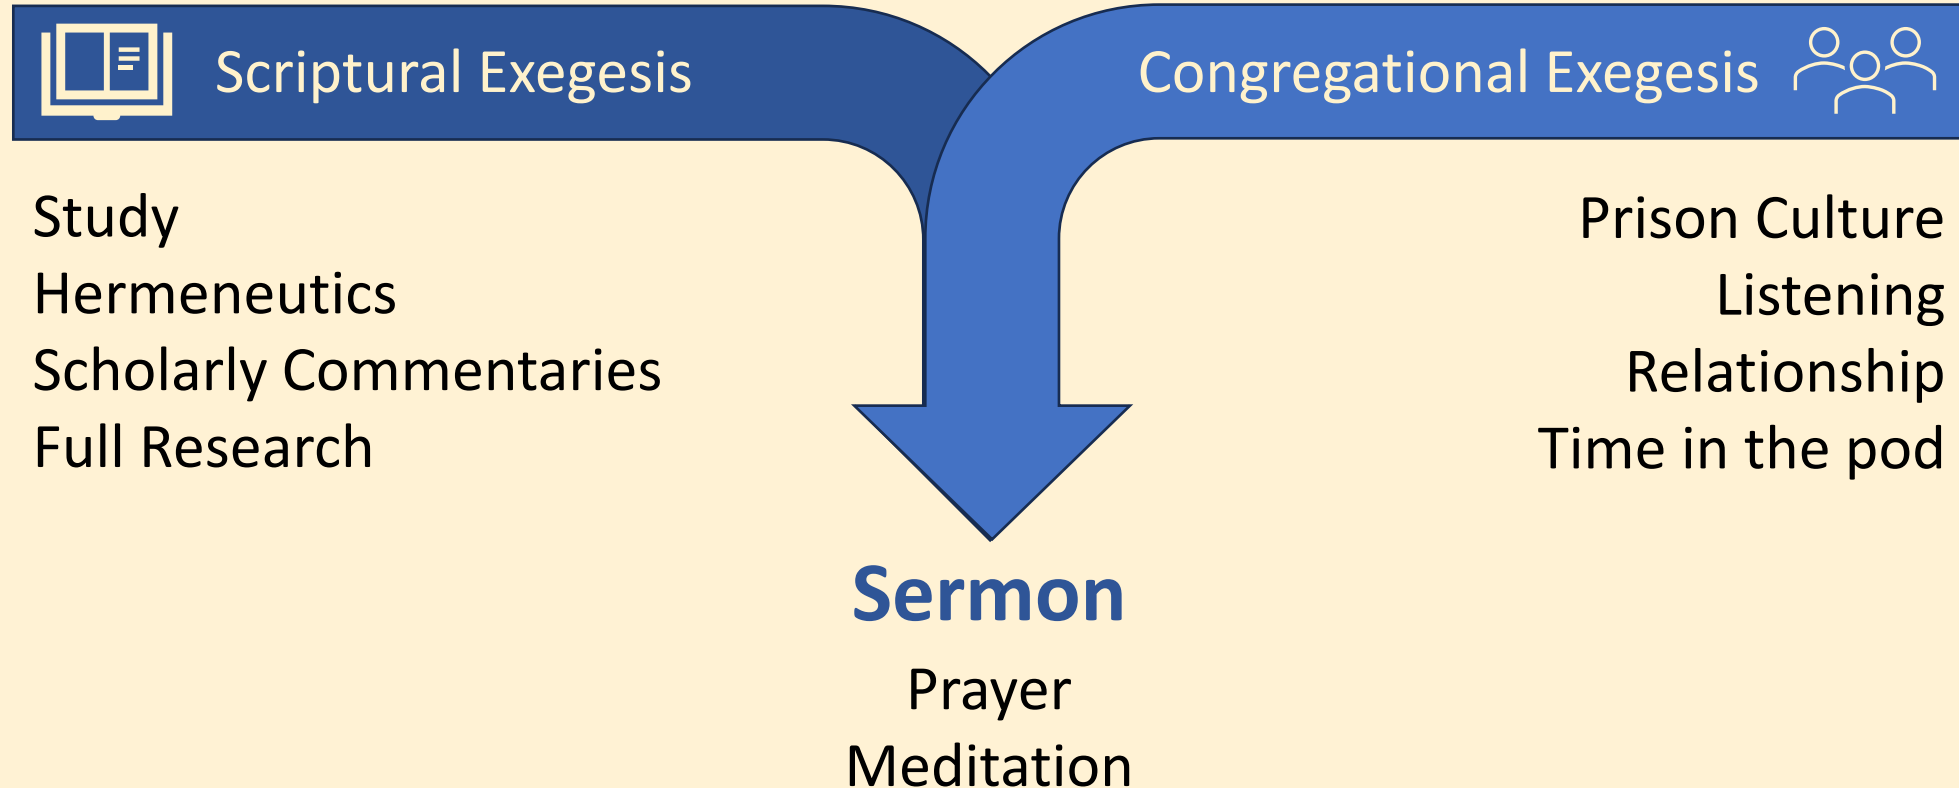 Scriptural Exegesis
Congregational Exegesis
Study
Hermeneutics
Scholarly Commentaries
Full Research
Prison Culture
Listening
Relationship
Time in the pod
Sermon
Prayer
Meditation